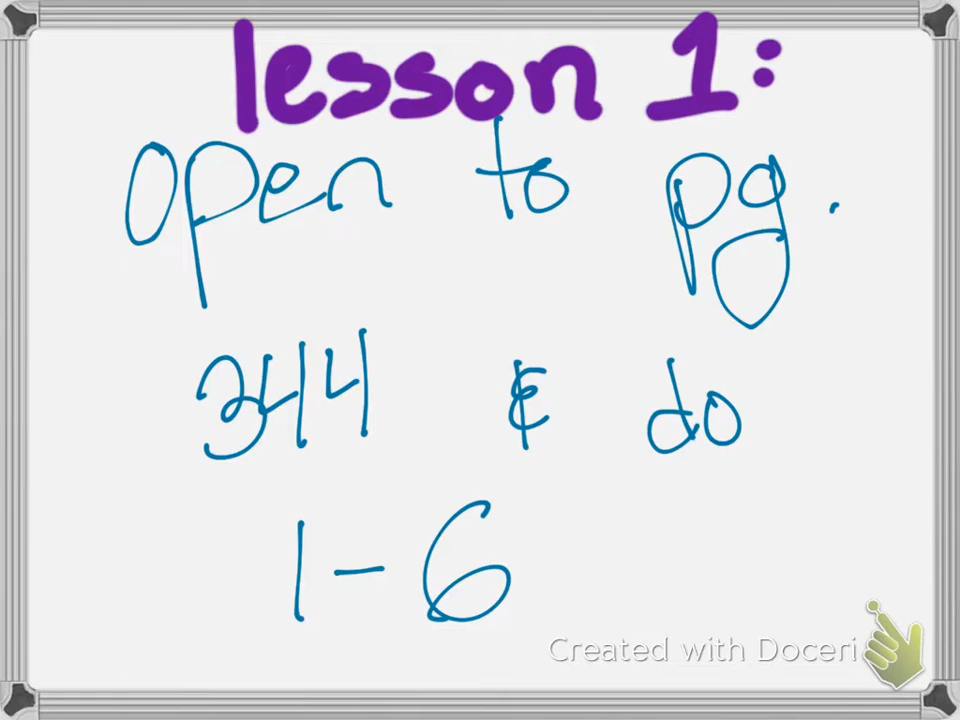 lesson 1:
open to pg.
344 & do
1-6
Created with Doceri